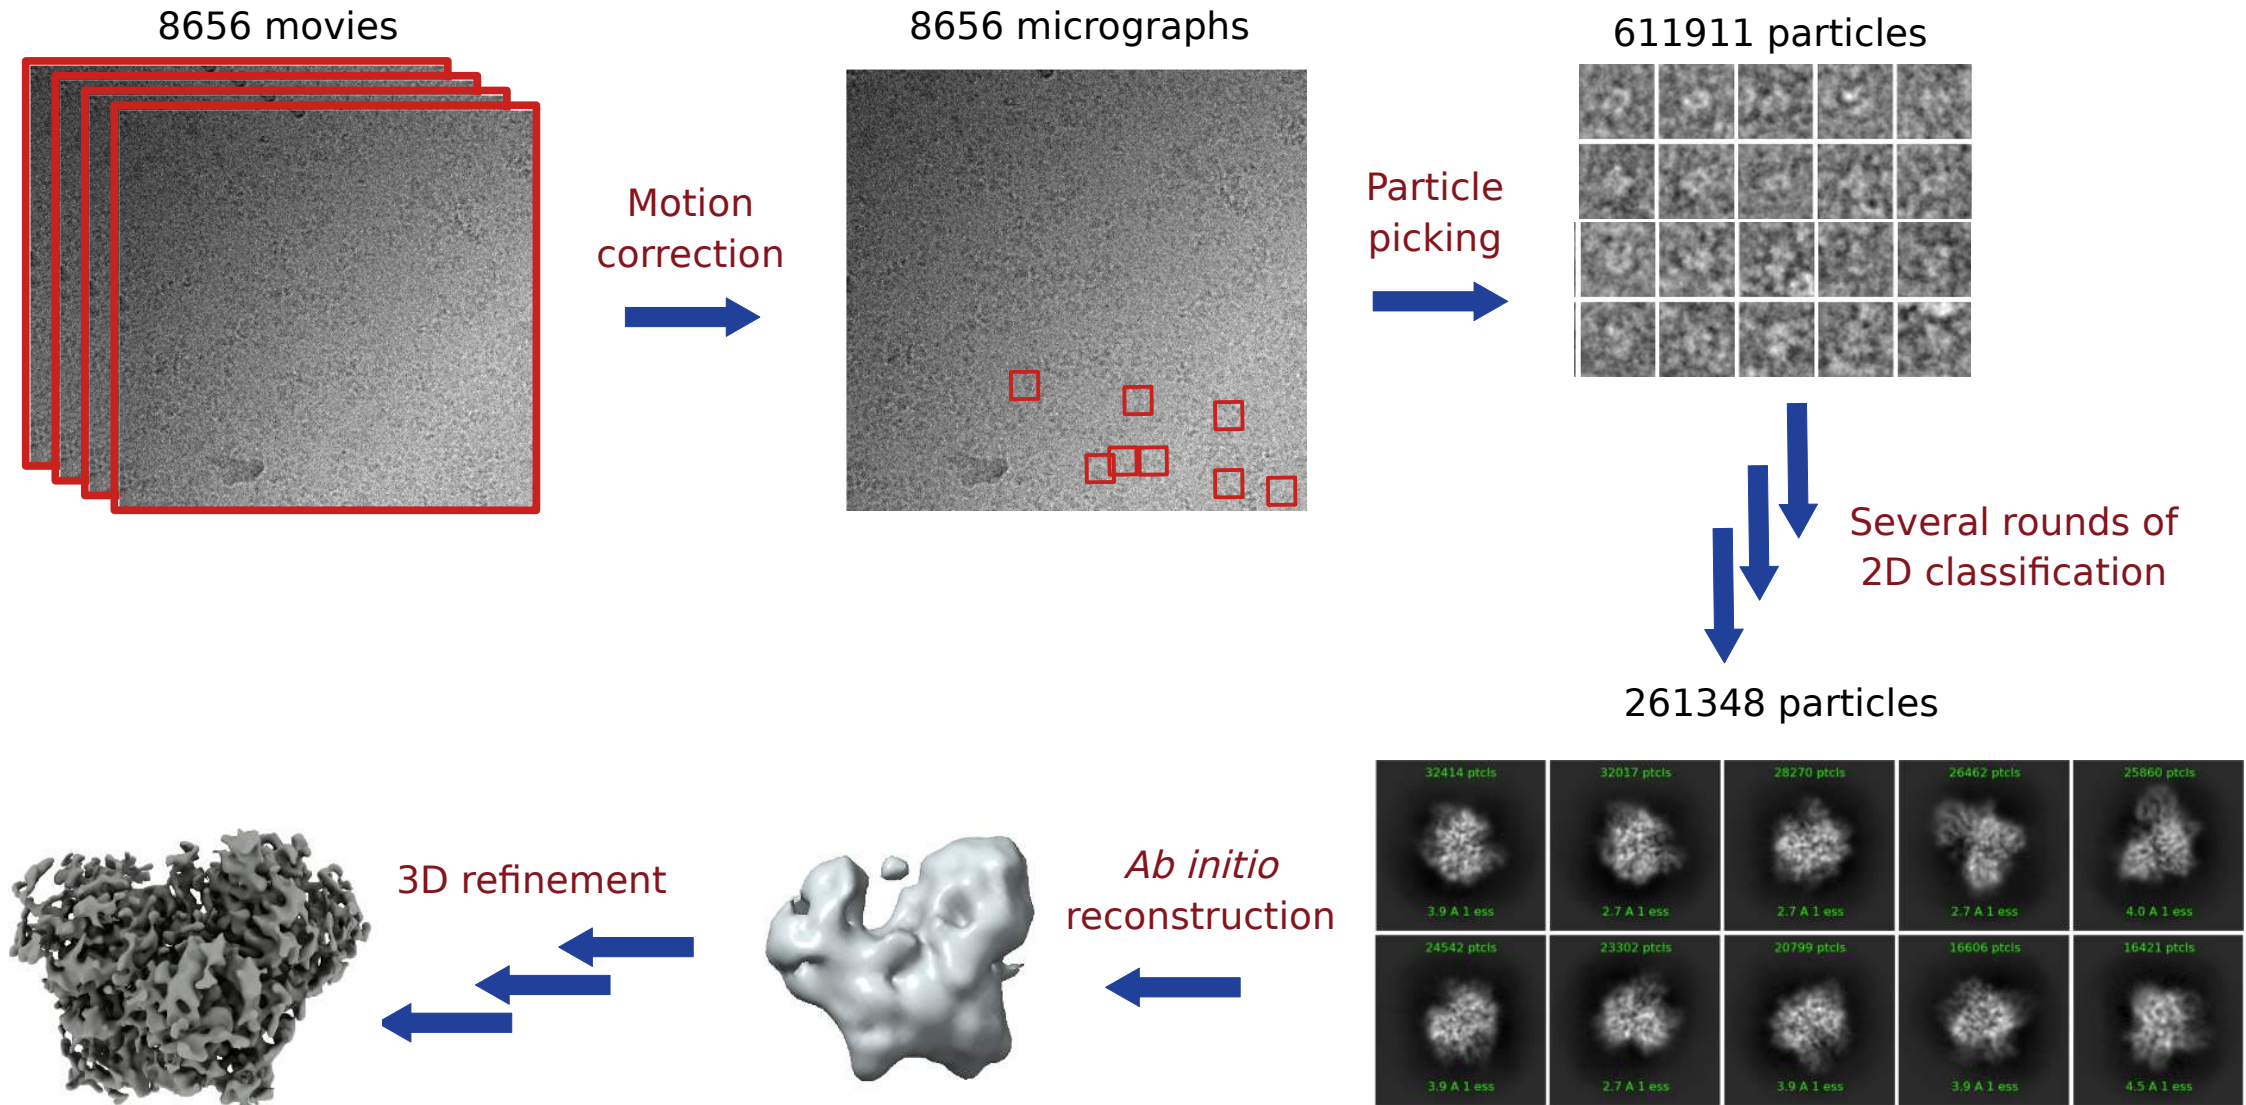 8656 movies
8656 micrographs
611911 particles
Motion
correction
Particle
picking
Several rounds of
2D classification
261348 particles
32414 ptcls
32017 ptcls
28270 ptcls
26462 ptcls
25860 ptcls
3.9 A 1 ess
2.7 A 1 ess
2.7 A 1 ess
2.7 A 1 ess
4.0 A 1 ess
24542 ptcls
23302 ptcls
20799 ptcls
16606 ptcls
16421 ptcls
3.9 A 1 ess
2.7 A 1 ess
3.9 A 1 ess
3.9 A 1 ess
4.5 A 1 ess
Ab initio
reconstruction
3D refinement